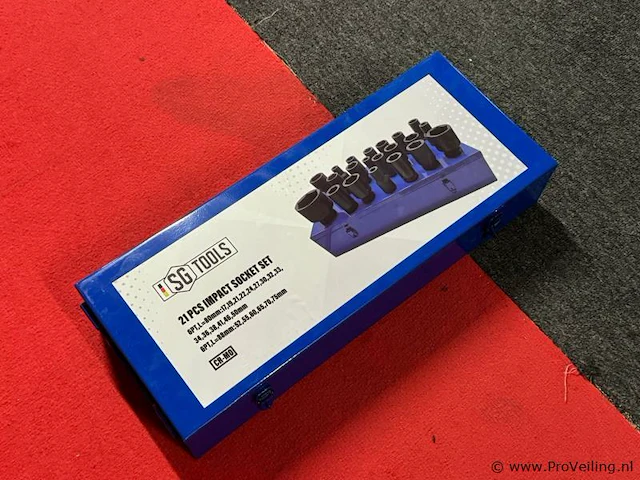 SG TOOLS
21 PCS IMPACT SOCKET SET
6PT,L=80mm:17,19,21,22,24,27,30,32,33,
34,36,38,41,46,50mm
6PT,L=88mm:52,55,60,65,70,75mm
CR-MO
© www.ProVeiling.nl